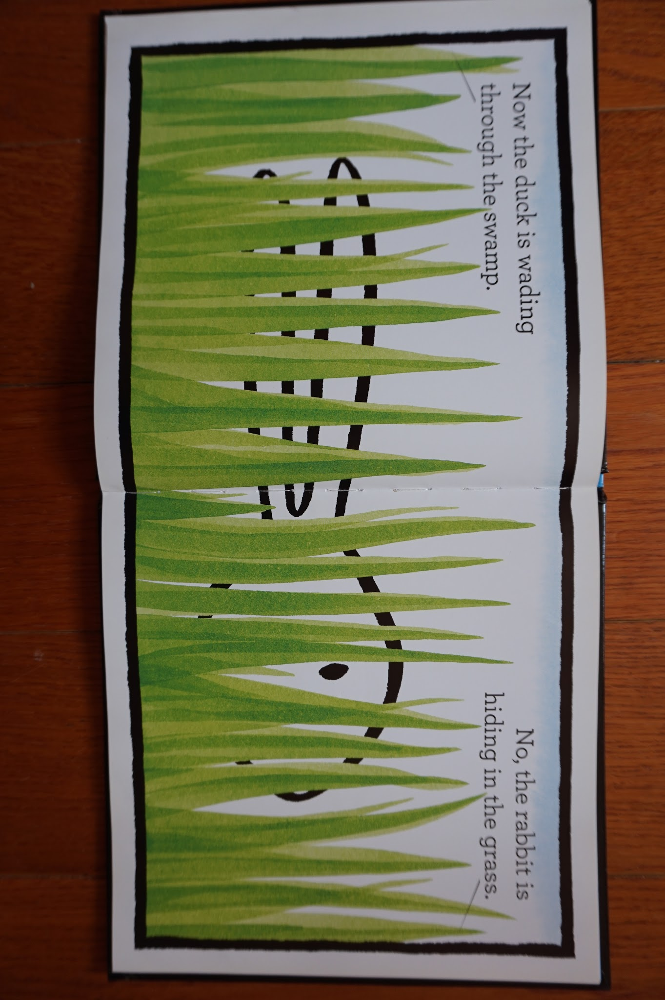 Now the duck is wading
through the swamp.
No, the rabbit is
hiding in the grass.